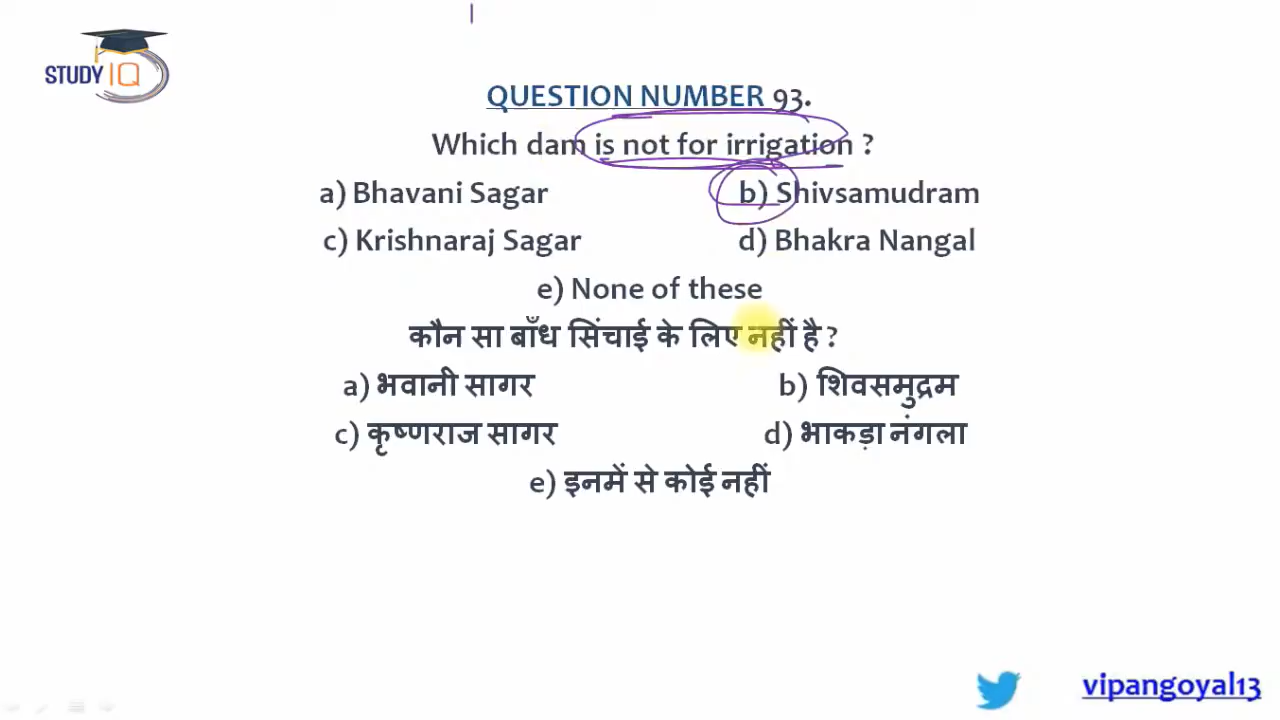 STUDY IQ
QUESTION NUMBER 93.
Which dam is not for irrigation ?
a) Bhavani Sagar b) Shivsamudram
c) Krishnaraj Sagar d) Bhakra Nangal
e) None of these
कौन सा बाँध सिंचाई के लिए नहीं है ?
a) भवानी सागर b) शिवसमुद्रम
c) कृष्णराज सागर d) भाकड़ा नंगला
e) इनमें से कोई नहीं
vipangoyal13